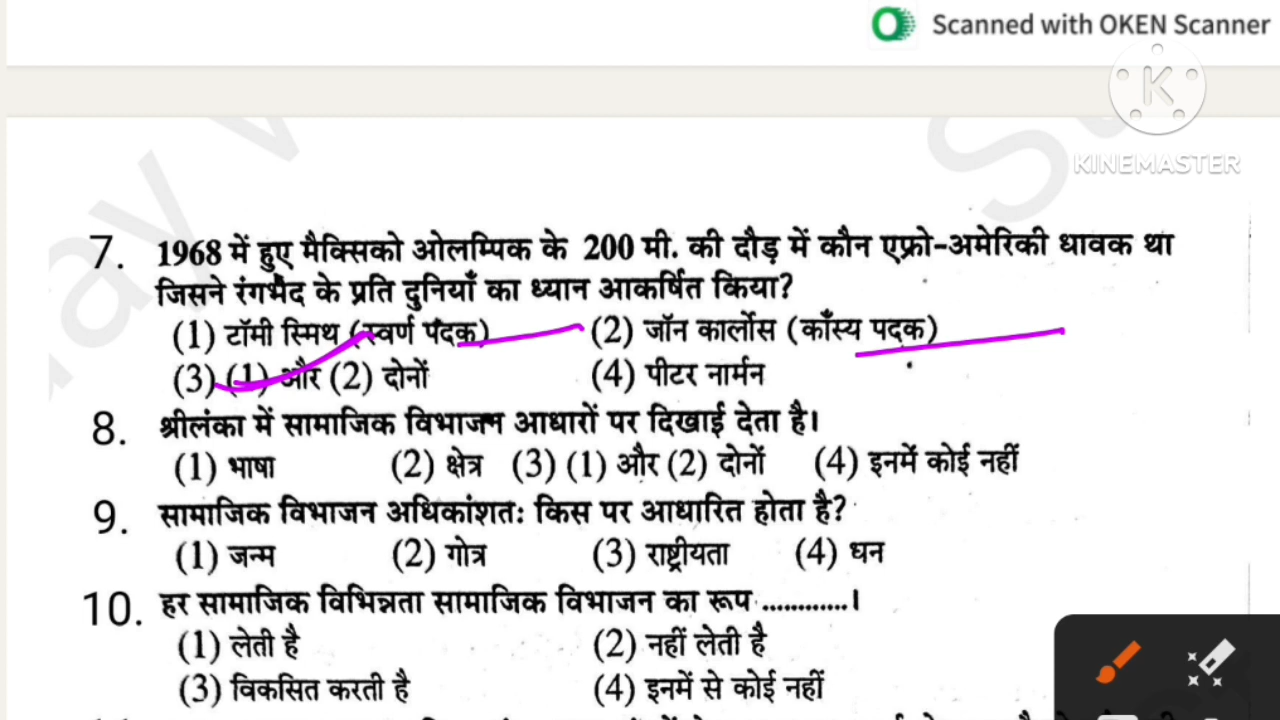 Scanned with OKEN Scanner
K
KINEMASTER
7. 1968 में हुए मैक्सिको ओलम्पिक के 200 मी. की दौड़ में कौन एफ्रो-अमेरिकी धावक था
जिसने रंगभेद के प्रति दुनियाँ का ध्यान आकर्षित किया?
(1) टॉमी स्मिथ (स्वर्ण पदक) (2) जॉन कार्लोस (काँस्य पदक)
(3) (1) और (2) दोनों (4) पीटर नार्मन
8. श्रीलंका में सामाजिक विभाजन आधारों पर दिखाई देता है।
(1) भाषा (2) क्षेत्र (3) (1) और (2) दोनों (4) इनमें कोई नहीं
9. सामाजिक विभाजन अधिकांशतः किस पर आधारित होता है?
(1) जन्म (2) गोत्र (3) राष्ट्रीयता (4) धन
10. हर सामाजिक विभिन्नता सामाजिक विभाजन का रूप ............।
(1) लेती है (2) नहीं लेती है
(3) विकसित करती है (4) इनमें से कोई नहीं